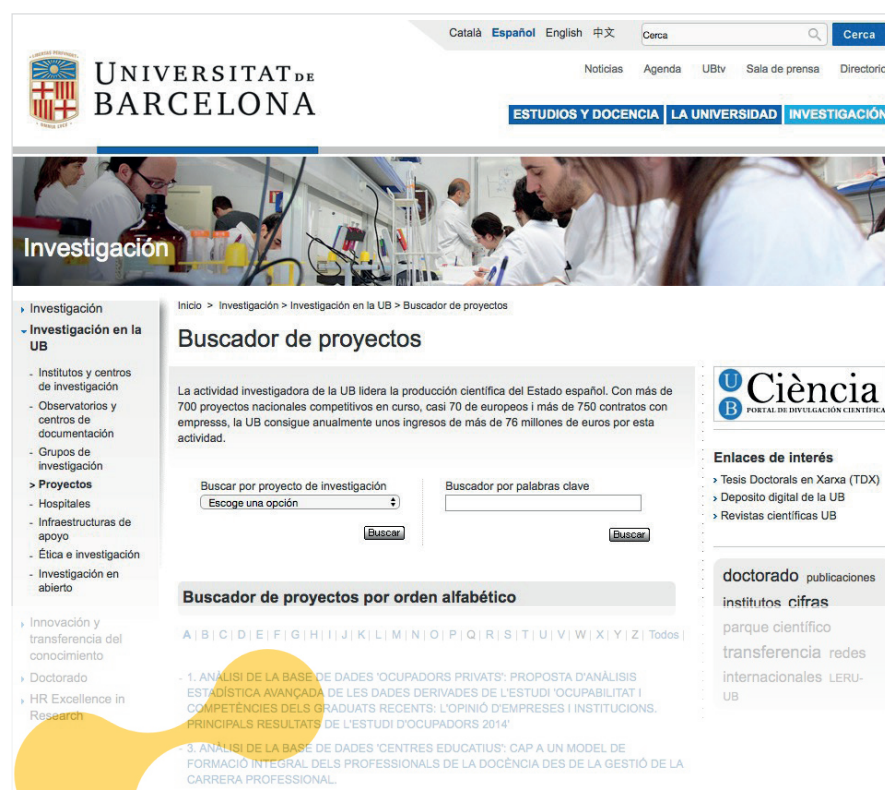 Català Español English 中文 Cerca Cerca
Noticias Agenda UBtv Sala de prensa Directorio
UNIVERSITAT DE
BARCELONA
ESTUDIOS Y DOCENCIA LA UNIVERSIDAD INVESTIGACIÓN
Investigación
Investigación
Investigación en la
UB
- Institutos y centros
de investigación
- Observatorios y
centros de
documentación
- Grupos de
investigación
> Proyectos
- Hospitales
- Infraestructuras de
apoyo
- Ética e investigación
- Investigación en
abierto
Innovación y
transferencia del
conocimiento
Doctorado
HR Excellence in
Research
Inicio > Investigación > Investigación en la UB > Buscador de proyectos
Buscador de proyectos
La actividad investigadora de la UB lidera la producción científica del Estado español. Con más de
700 proyectos nacionales competitivos en curso, casi 70 de europeos i más de 750 contratos con
empresss, la UB consigue anualmente unos ingresos de más de 76 millones de euros por esta
actividad.
Buscar por proyecto de investigación
Escoge una opción
Buscar
Buscador por palabras clave
Buscar
Buscador de proyectos por orden alfabético
A | B | C | D | E | F | G | H | I | J | K | L | M | N | O | P | Q | R | S | T | U | V | W | X | Y | Z | Todos |
- 1. ANÀLISI DE LA BASE DE DADES 'OCUPADORS PRIVATS': PROPOSTA D'ANÀLISIS
ESTADÍSTICA AVANÇADA DE LES DADES DERIVADES DE L'ESTUDI 'OCUPABILITAT I
COMPETÈNCIES DELS GRADUATS RECENTS: L'OPINIÓ D'EMPRESES I INSTITUCIONS.
PRINCIPALS RESULTATS DE L'ESTUDI D'OCUPADORS 2014'
- 3. ANÀLISI DE LA BASE DE DADES 'CENTRES EDUCATIUS': CAP A UN MODEL DE
FORMACIÓ INTEGRAL DELS PROFESSIONALS DE LA DOCÈNCIA DES DE LA GESTIÓ DE LA
CARRERA PROFESSIONAL.
UB Ciència
PORTAL DE DIVULGACIÓN CIENTÍFICA
Enlaces de interés
› Tesis Doctorals en Xarxa (TDX)
› Deposito digital de la UB
› Revistas científicas UB
doctorado publicaciones
institutos cifras
parque científico
transferencia redes
internacionales LERU-
UB